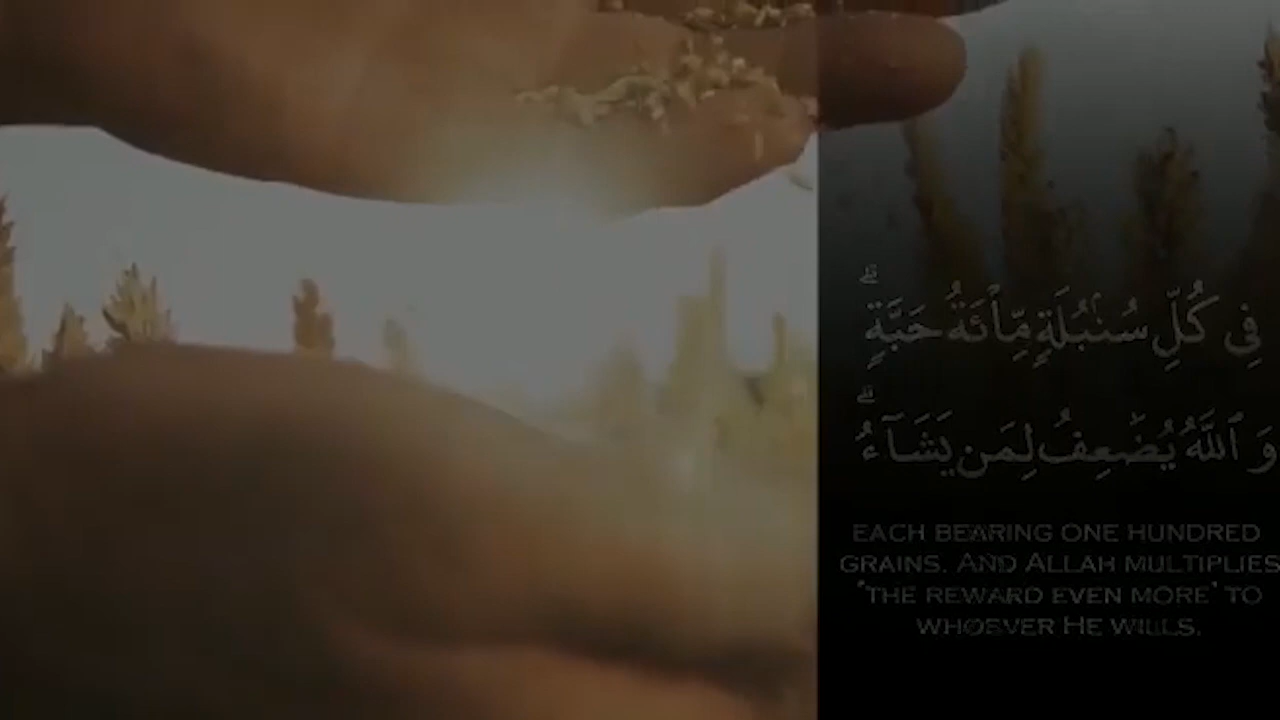 فِى كُلِّ سُنۢبُلَةٍ مِّا۟ئَةُ حَبَّةٍ ۗ
وَ ٱللَّهُ يُضَـٰعِفُ لِمَن يَشَآءُ ۗ
EACH BEARING ONE HUNDRED
GRAINS. AND ALLAH MULTIPLIES
˹THE REWARD EVEN MORE˺ TO
WHOEVER HE WILLS.